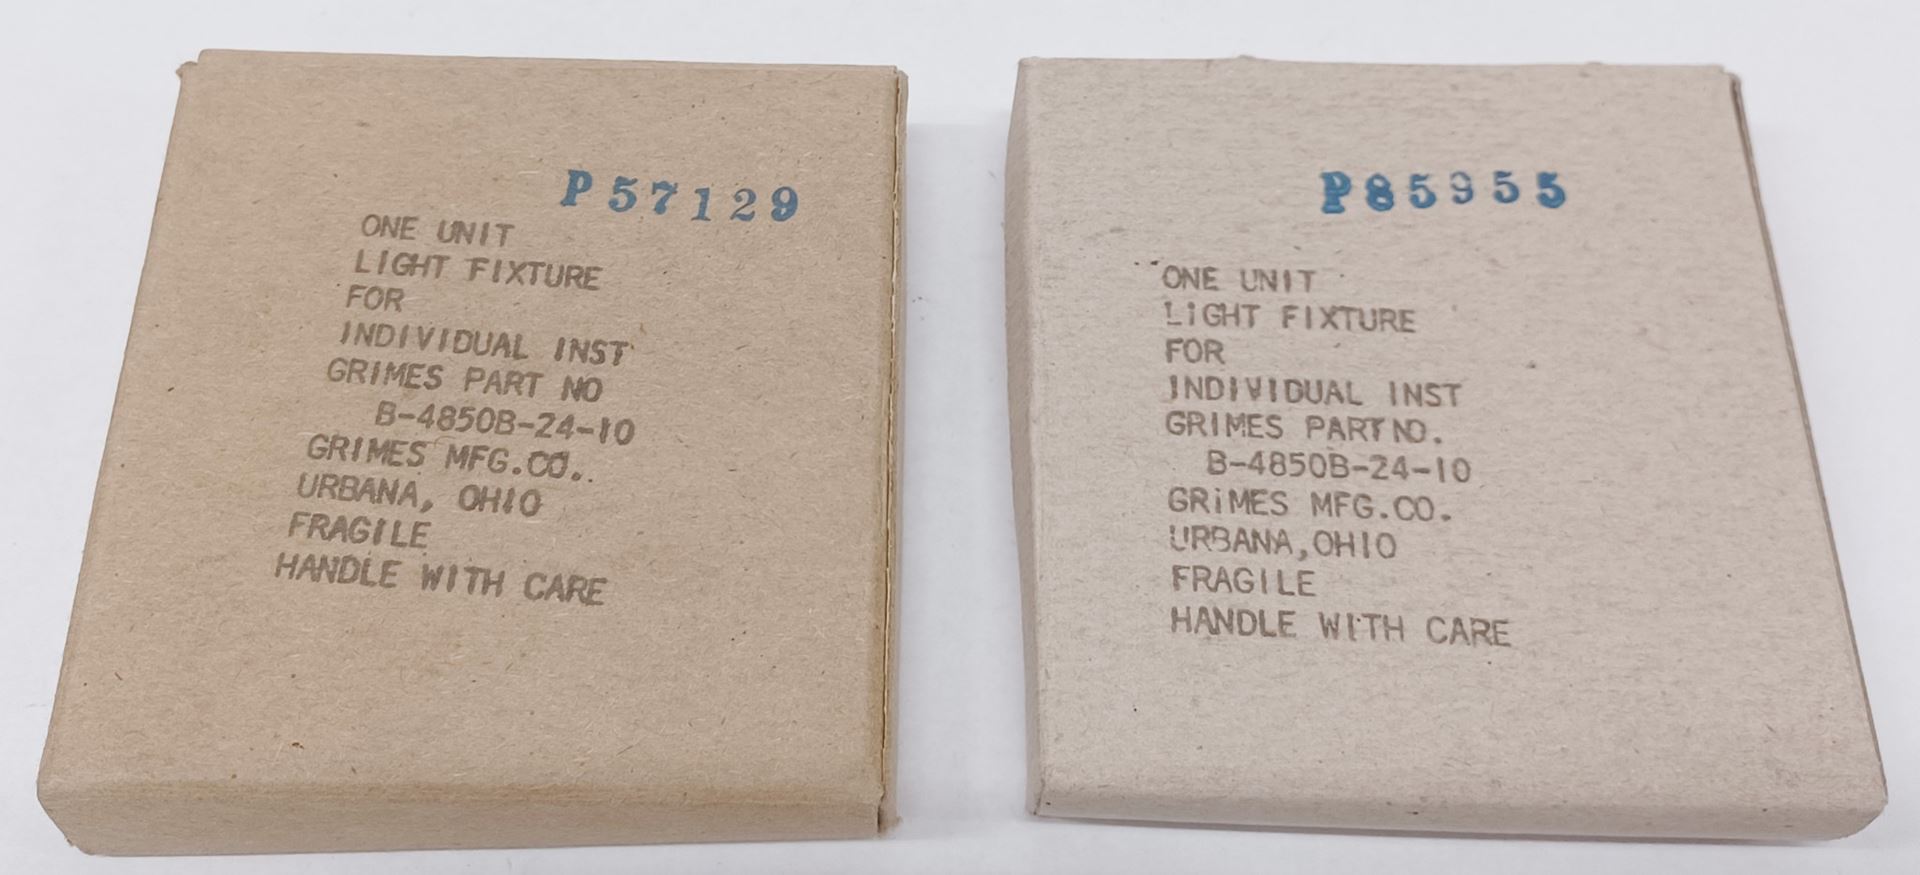 P57129
ONE UNIT
LIGHT FIXTURE
FOR
INDIVIDUAL INST
GRIMES PART NO
B-4850B-24-10
GRIMES MFG.CO..
URBANA, OHIO
FRAGILE
HANDLE WITH CARE
P85955
ONE UNIT
LIGHT FIXTURE
FOR
INDIVIDUAL INST
GRIMES PART NO.
B-4850B-24-10
GRIMES MFG.CO.
URBANA,OHIO
FRAGILE
HANDLE WITH CARE